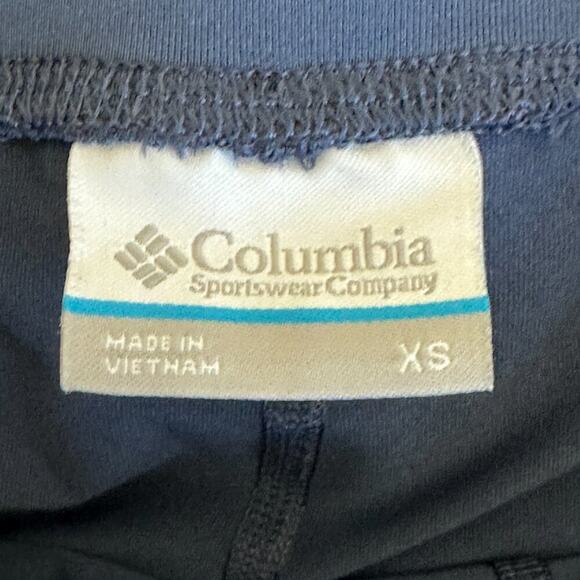 Columbia
Sportswear Company
MADE IN
VIETNAM
XS